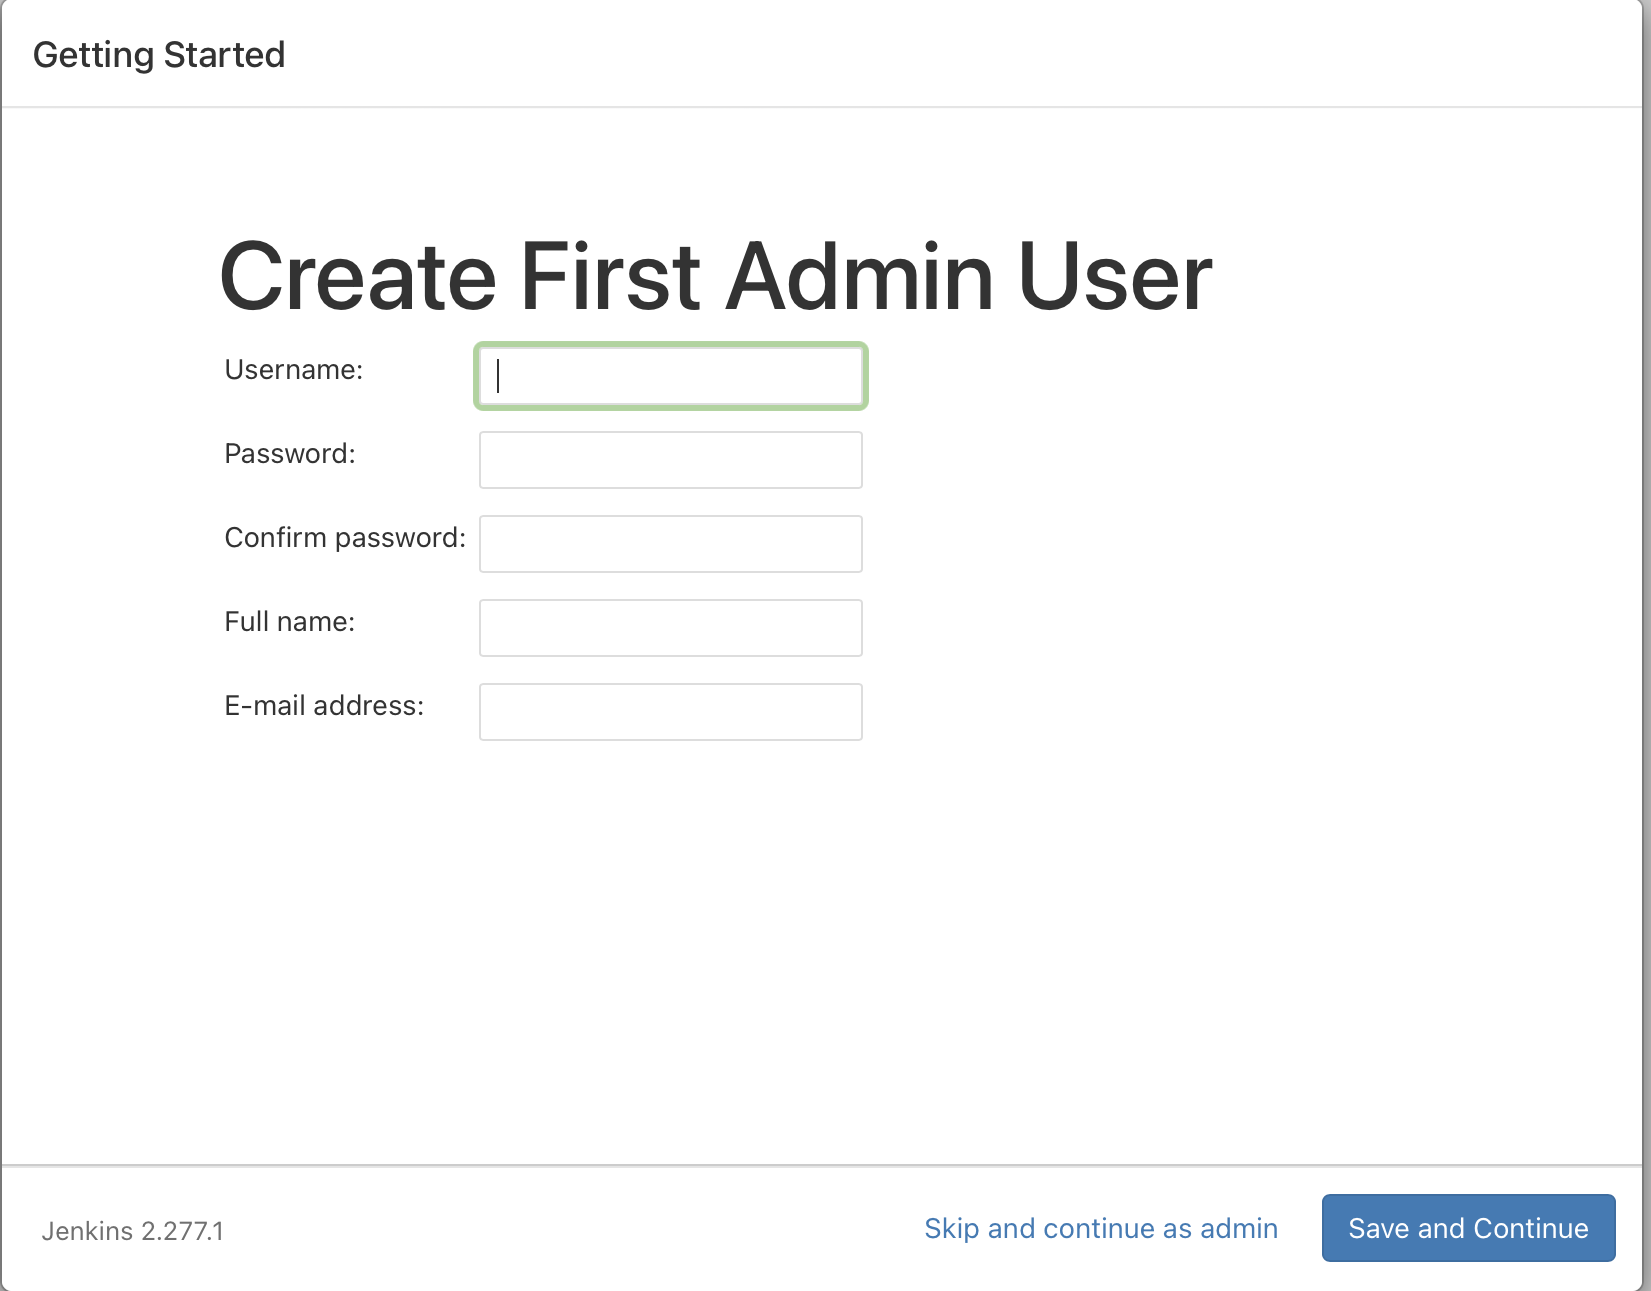 Getting Started
Create First Admin User
Username:
Password:
Confirm password:
Full name:
E-mail address:
Jenkins 2.277.1
Skip and continue as admin
Save and Continue